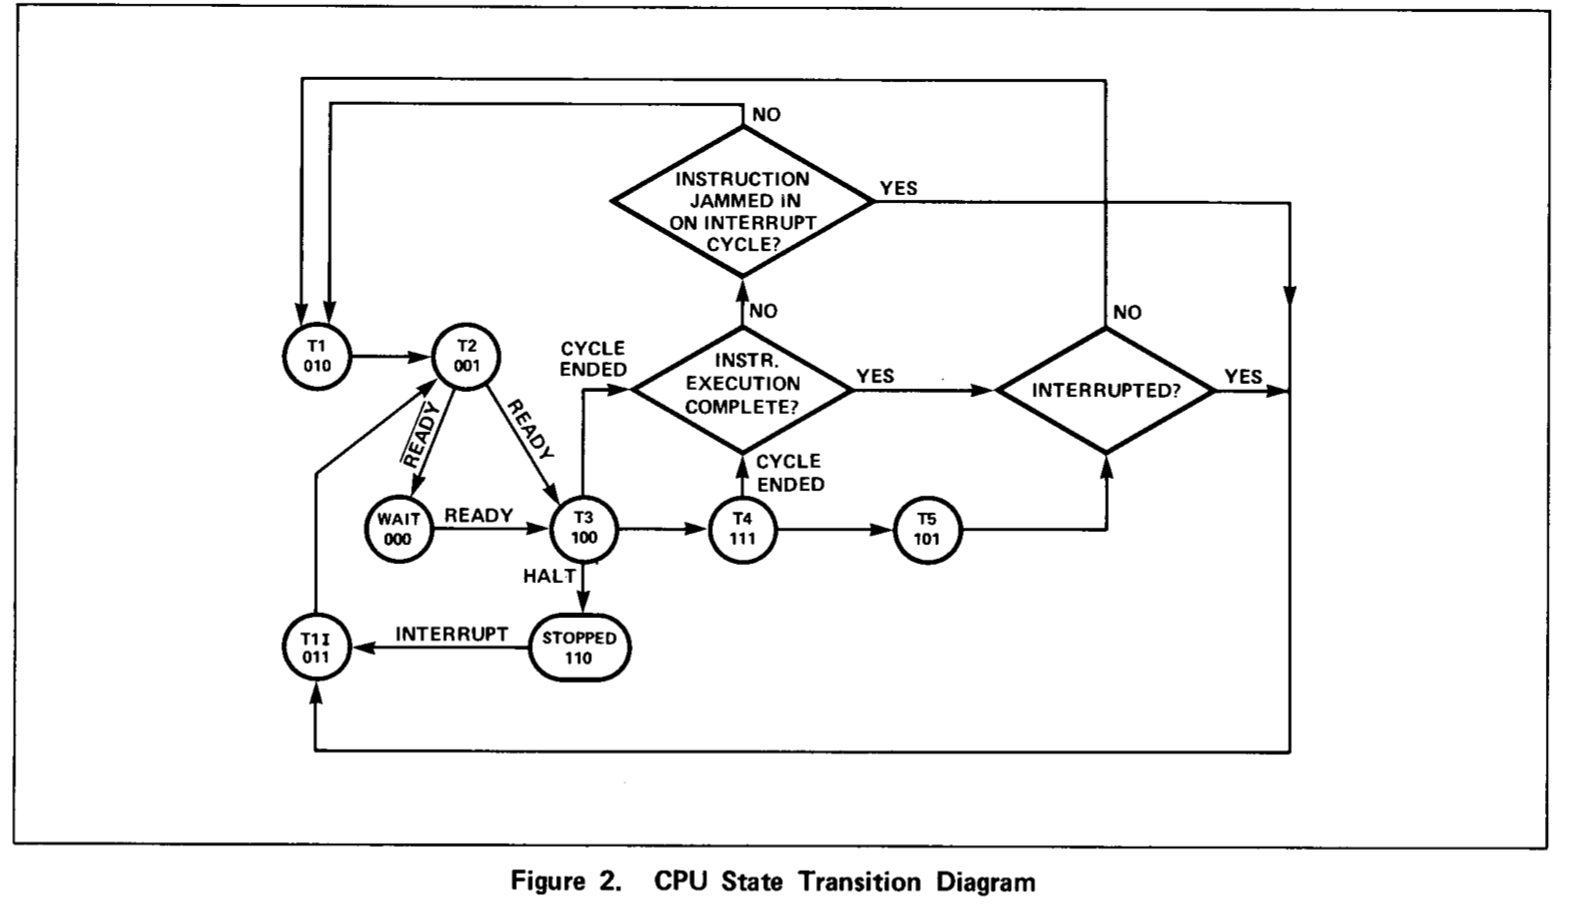 NO
INSTRUCTION
JAMMED IN
ON INTERRUPT
CYCLE?
YES
NO
NO
T1
010
T2
001
CYCLE
ENDED
INSTR.
EXECUTION
COMPLETE?
YES
INTERRUPTED?
YES
READY
READY
CYCLE
ENDED
WAIT
000
READY
T3
100
T4
111
T5
101
HALT
T1I
011
INTERRUPT
STOPPED
110
Figure 2. CPU State Transition Diagram